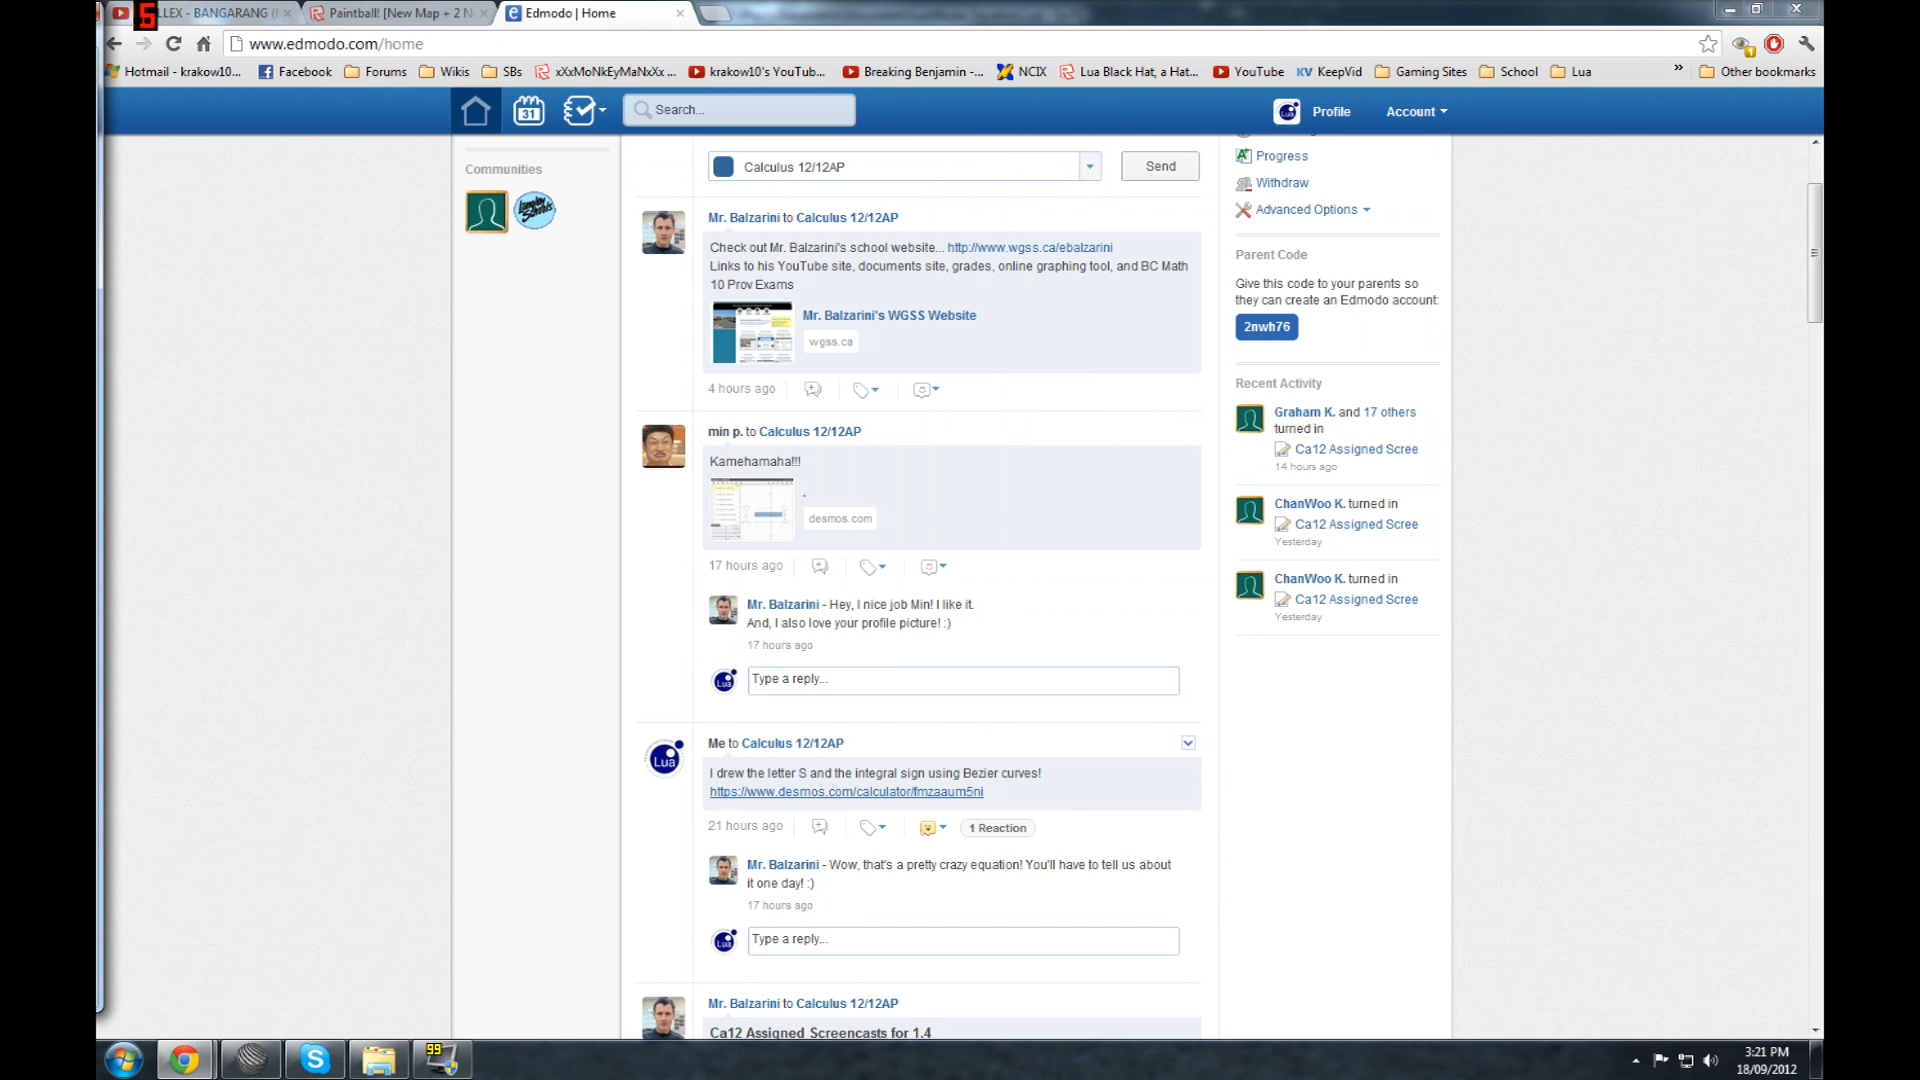 LLEX - BANGARANG (
Paintball! [New Map + 2 N
Edmodo | Home
5
www.edmodo.com/home
Hotmail - krakow10...
Facebook
Forums
Wikis
SBs
xXxMoNkEyMaNxXx ...
krakow10's YouTub...
Breaking Benjamin -...
NCIX
Lua Black Hat, a Hat...
YouTube
KV KeepVid
Gaming Sites
School
Lua
»
Other bookmarks
31
Search...
Lua
Profile
Account
Communities
Langley Schools
Calculus 12/12AP
Send
Mr. Balzarini to Calculus 12/12AP
Check out Mr. Balzarini's school website... http://www.wgss.ca/ebalzarini
Links to his YouTube site, documents site, grades, online graphing tool, and BC Math
10 Prov Exams
Mr. Balzarini's WGSS Website
wgss.ca
4 hours ago
min p. to Calculus 12/12AP
Kamehamaha!!!
.
desmos.com
17 hours ago
Mr. Balzarini - Hey, I nice job Min! I like it.
And, I also love your profile picture! :)
17 hours ago
Lua
Type a reply...
Lua
Me to Calculus 12/12AP
I drew the letter S and the integral sign using Bezier curves!
https://www.desmos.com/calculator/fmzaaum5ni
21 hours ago
1 Reaction
Mr. Balzarini - Wow, that's a pretty crazy equation! You'll have to tell us about
it one day! :)
17 hours ago
Lua
Type a reply...
Mr. Balzarini to Calculus 12/12AP
Ca12 Assigned Screencasts for 1.4
Progress
Withdraw
Advanced Options
Parent Code
Give this code to your parents so
they can create an Edmodo account:
2nwh76
Recent Activity
Graham K. and 17 others
turned in
Ca12 Assigned Scree
14 hours ago
ChanWoo K. turned in
Ca12 Assigned Scree
Yesterday
ChanWoo K. turned in
Ca12 Assigned Scree
Yesterday
99
3:21 PM
18/09/2012